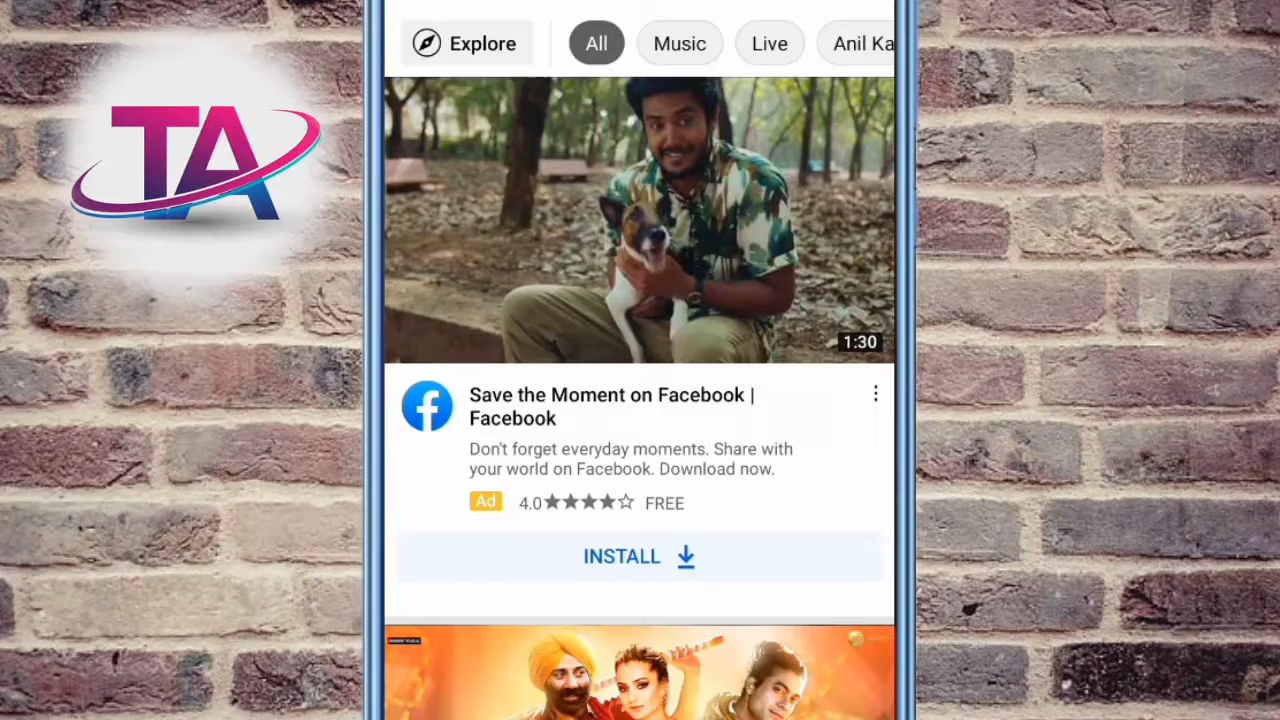 Explore
All
Music
Live
Anil Ka
TA
1:30
Save the Moment on Facebook |
Facebook
Don't forget everyday moments. Share with
your world on Facebook. Download now.
Ad 4.0 FREE
INSTALL